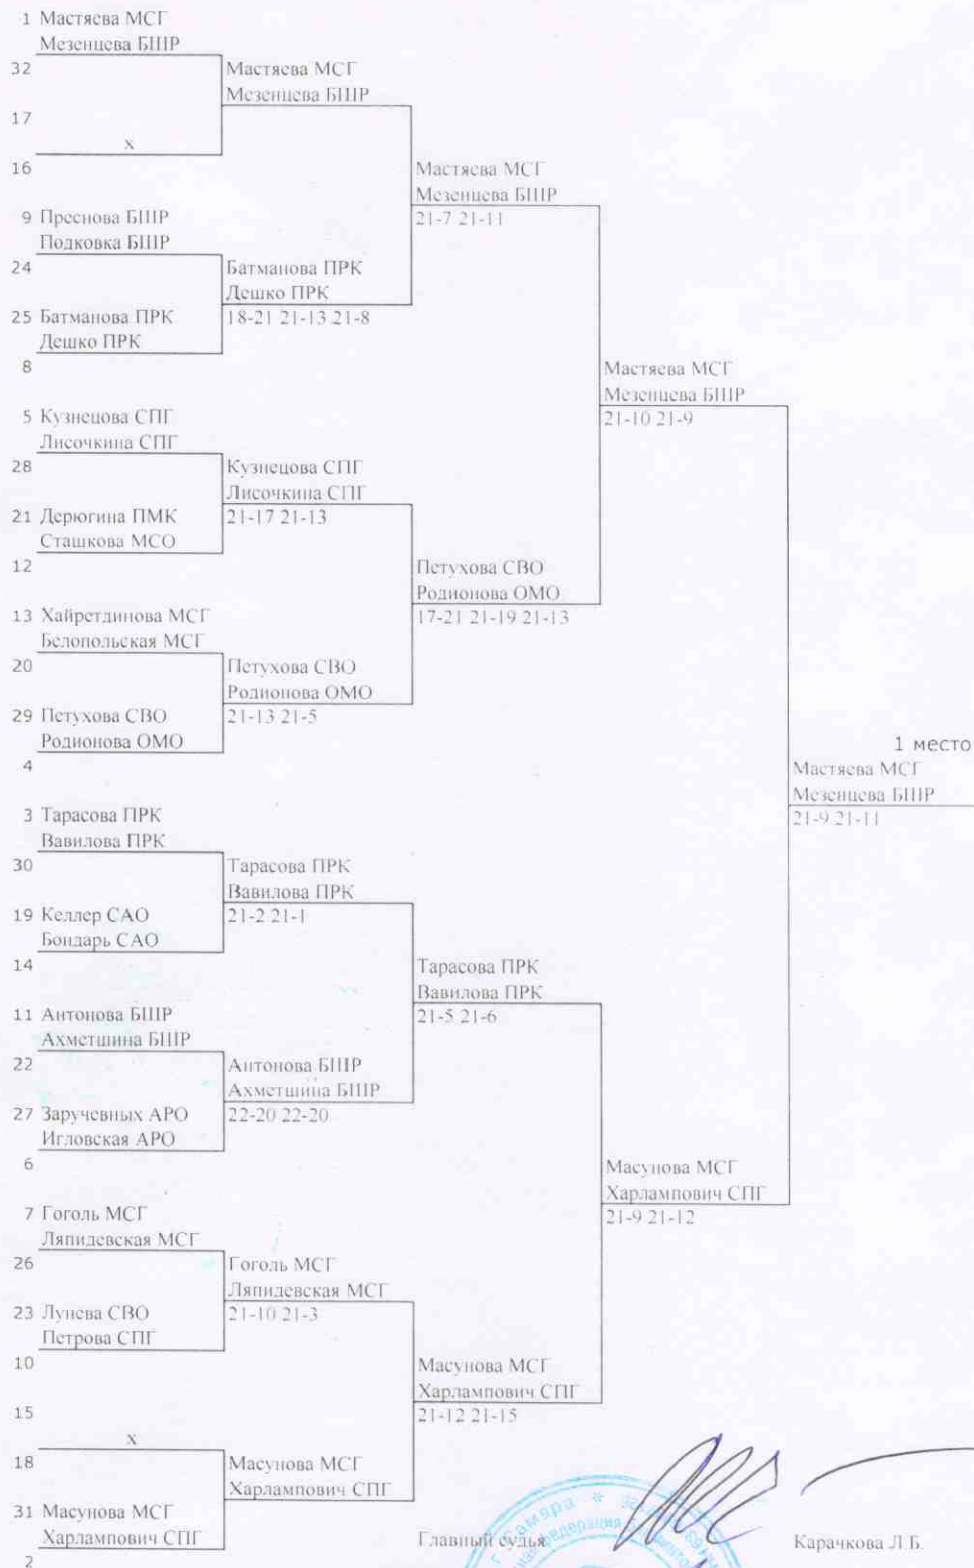 1 Мастяева МСГ
Мезенцева БШР
32
Мастяева МСГ
Мезенцева БШР
17
x
16
Мастяева МСГ
Мезенцева БШР
21-7 21-11
9 Преснова БШР
Подковка БШР
24
Батманова ПРК
Дешко ПРК
18-21 21-13 21-8
25 Батманова ПРК
Дешко ПРК
8
Мастяева МСГ
Мезенцева БШР
21-10 21-9
5 Кузнецова СПГ
Лисочкина СПГ
28
Кузнецова СПГ
Лисочкина СПГ
21-17 21-13
21 Дерюгина ПМК
Сташкова МСО
12
Петухова СВО
Родионова ОМО
17-21 21-19 21-13
13 Хайретдинова МСГ
Белопольская МСГ
20
Петухова СВО
Родионова ОМО
21-13 21-5
29 Петухова СВО
Родионова ОМО
4
1 место
Мастяева МСГ
Мезенцева БШР
21-9 21-11
3 Тарасова ПРК
Вавилова ПРК
30
Тарасова ПРК
Вавилова ПРК
21-2 21-1
19 Келлер САО
Бондарь САО
14
Тарасова ПРК
Вавилова ПРК
21-5 21-6
11 Антонова БШР
Ахметшина БШР
22
Антонова БШР
Ахметшина БШР
22-20 22-20
27 Заручевных АРО
Игловская АРО
6
Масунова МСГ
Харлампович СПГ
21-9 21-12
7 Гоголь МСГ
Ляпидевская МСГ
26
Гоголь МСГ
Ляпидевская МСГ
21-10 21-3
23 Лунева СВО
Петрова СПГ
10
Масунова МСГ
Харлампович СПГ
21-12 21-15
15
x
18
Масунова МСГ
Харлампович СПГ
31 Масунова МСГ
Харлампович СПГ
2
Главный судья
Карачкова Л.Б.
г. Самара *
федерация